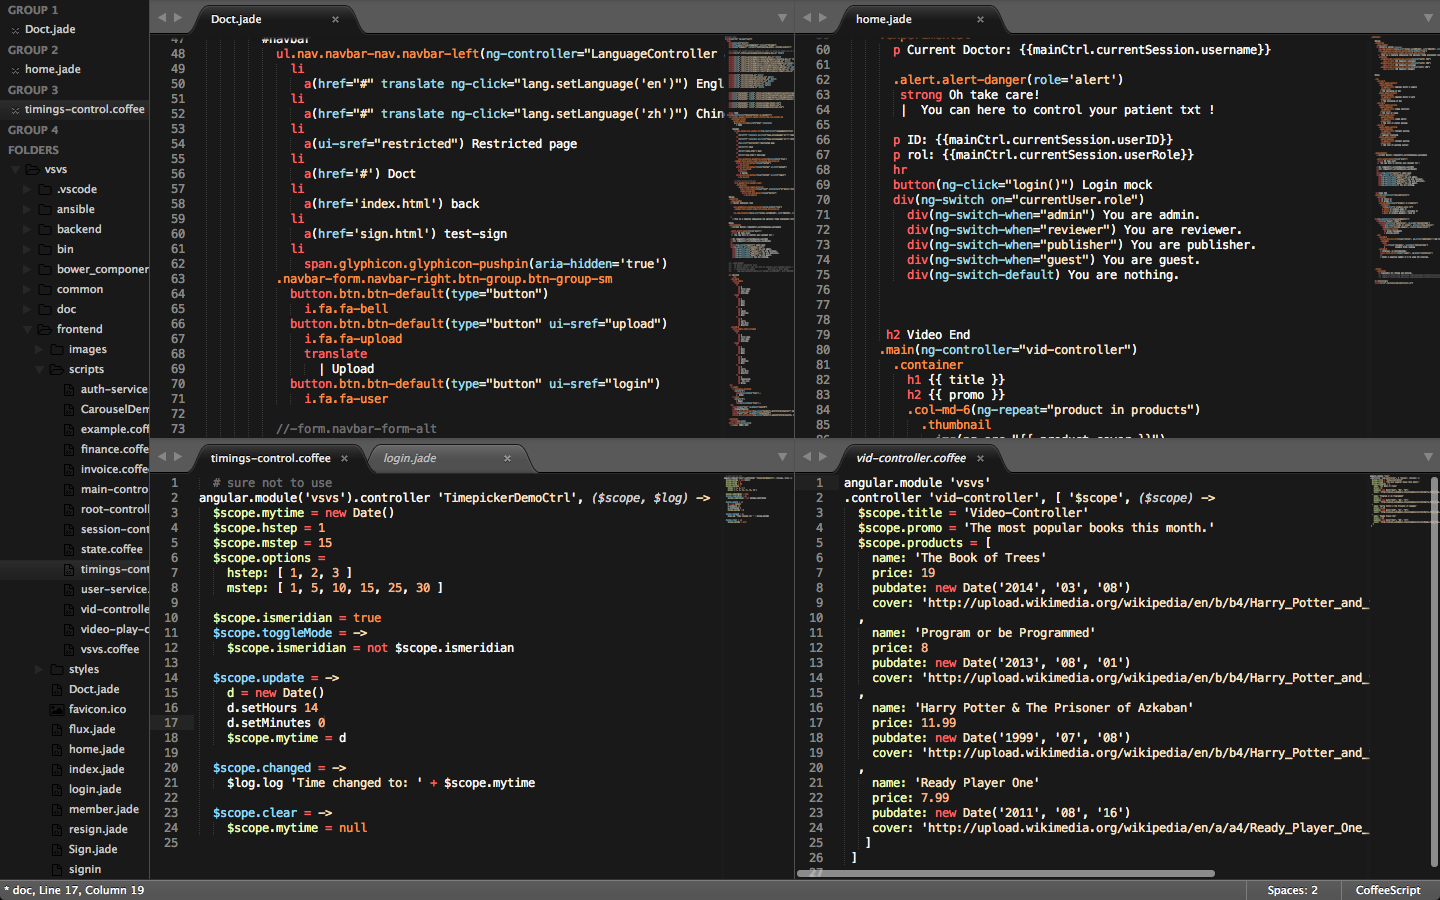 GROUP 1
Doct.jade
GROUP 2
home.jade
GROUP 3
timings-control.coffee
GROUP 4
FOLDERS
vsvs
.vscode
ansible
backend
bin
bower_componer
common
doc
frontend
images
scripts
auth-service
CarouselDem
example.coff
finance.coffe
invoice.coffe
main-contro
root-controll
session-cont
state.coffee
timings-cont
user-service.
vid-controlle
video-play-c
vsvs.coffee
styles
Doct.jade
favicon.ico
flux.jade
home.jade
index.jade
login.jade
member.jade
resign.jade
Sign.jade
signin
Doct.jade
47 #navbar
48 ul.nav.navbar-nav.navbar-left(ng-controller="LanguageController
49 li
50 a(href="#" translate ng-click="lang.setLanguage('en')") Engl
51 li
52 a(href="#" translate ng-click="lang.setLanguage('zh')") Chin
53 li
54 a(ui-sref="restricted") Restricted page
55 li
56 a(href='#') Doct
57 li
58 a(href='index.html') back
59 li
60 a(href='sign.html') test-sign
61 li
62 span.glyphicon.glyphicon-pushpin(aria-hidden='true')
63 .navbar-form.navbar-right.btn-group.btn-group-sm
64 button.btn.btn-default(type="button")
65 i.fa.fa-bell
66 button.btn.btn-default(type="button" ui-sref="upload")
67 i.fa.fa-upload
68 translate
69 | Upload
70 button.btn.btn-default(type="button" ui-sref="login")
71 i.fa.fa-user
72
73 //-form.navbar-form-alt
home.jade
60 p Current Doctor: {{mainCtrl.currentSession.username}}
61
62 .alert.alert-danger(role='alert')
63 strong Oh take care!
64 | You can here to control your patient txt !
65
66 p ID: {{mainCtrl.currentSession.userID}}
67 p rol: {{mainCtrl.currentSession.userRole}}
68 hr
69 button(ng-click="login()") Login mock
70 div(ng-switch on="currentUser.role")
71 div(ng-switch-when="admin") You are admin.
72 div(ng-switch-when="reviewer") You are reviewer.
73 div(ng-switch-when="publisher") You are publisher.
74 div(ng-switch-when="guest") You are guest.
75 div(ng-switch-default) You are nothing.
76
77
78
79 h2 Video End
80 .main(ng-controller="vid-controller")
81 .container
82 h1 {{ title }}
83 h2 {{ promo }}
84 .col-md-6(ng-repeat="product in products")
85 .thumbnail
timings-control.coffee
login.jade
1 # sure not to use
2 angular.module('vsvs').controller 'TimepickerDemoCtrl', ($scope, $log) ->
3 $scope.mytime = new Date()
4 $scope.hstep = 1
5 $scope.mstep = 15
6 $scope.options =
7 hstep: [ 1, 2, 3 ]
8 mstep: [ 1, 5, 10, 15, 25, 30 ]
9
10 $scope.ismeridian = true
11 $scope.toggleMode = ->
12 $scope.ismeridian = not $scope.ismeridian
13
14 $scope.update = ->
15 d = new Date()
16 d.setHours 14
17 d.setMinutes 0
18 $scope.mytime = d
19
20 $scope.changed = ->
21 $log.log 'Time changed to: ' + $scope.mytime
22
23 $scope.clear = ->
24 $scope.mytime = null
25
vid-controller.coffee
1 angular.module 'vsvs'
2 .controller 'vid-controller', [ '$scope', ($scope) ->
3 $scope.title = 'Video-Controller'
4 $scope.promo = 'The most popular books this month.'
5 $scope.products = [
6 name: 'The Book of Trees'
7 price: 19
8 pubdate: new Date('2014', '03', '08')
9 cover: 'http://upload.wikimedia.org/wikipedia/en/b/b4/Harry_Potter_and_
10 ,
11 name: 'Program or be Programmed'
12 price: 8
13 pubdate: new Date('2013', '08', '01')
14 cover: 'http://upload.wikimedia.org/wikipedia/en/b/b4/Harry_Potter_and_
15 ,
16 name: 'Harry Potter & The Prisoner of Azkaban'
17 price: 11.99
18 pubdate: new Date('1999', '07', '08')
19 cover: 'http://upload.wikimedia.org/wikipedia/en/b/b4/Harry_Potter_and_
20 ,
21 name: 'Ready Player One'
22 price: 7.99
23 pubdate: new Date('2011', '08', '16')
24 cover: 'http://upload.wikimedia.org/wikipedia/en/a/a4/Ready_Player_One_
25 ]
26 ]
27
* doc, Line 17, Column 19
Spaces: 2
CoffeeScript